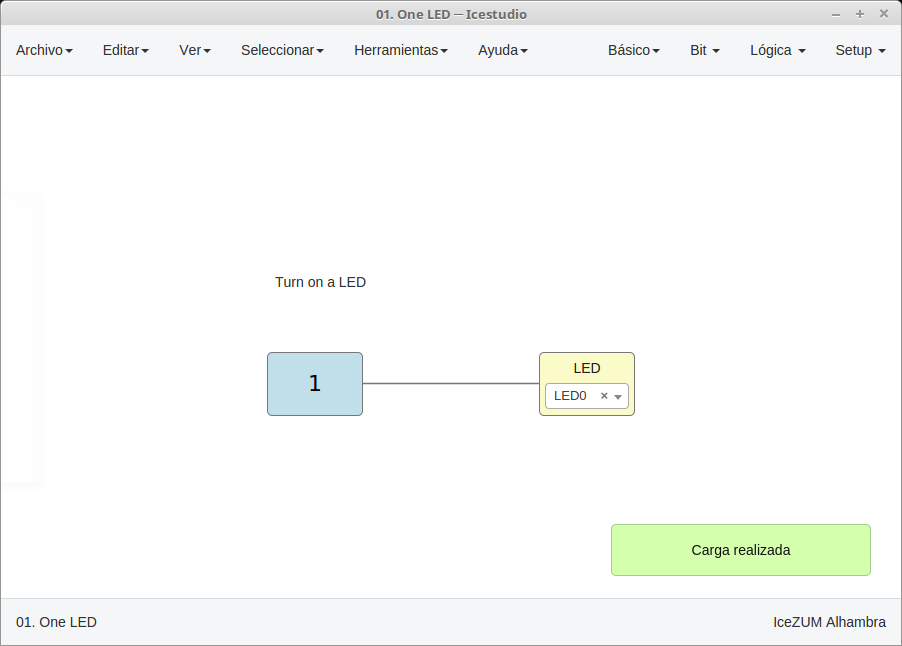 01. One LED — Icestudio
Archivo Editar Ver Seleccionar Herramientas Ayuda Básico Bit Lógica Setup
Turn on a LED
1
LED
LED0
Carga realizada
01. One LED IceZUM Alhambra